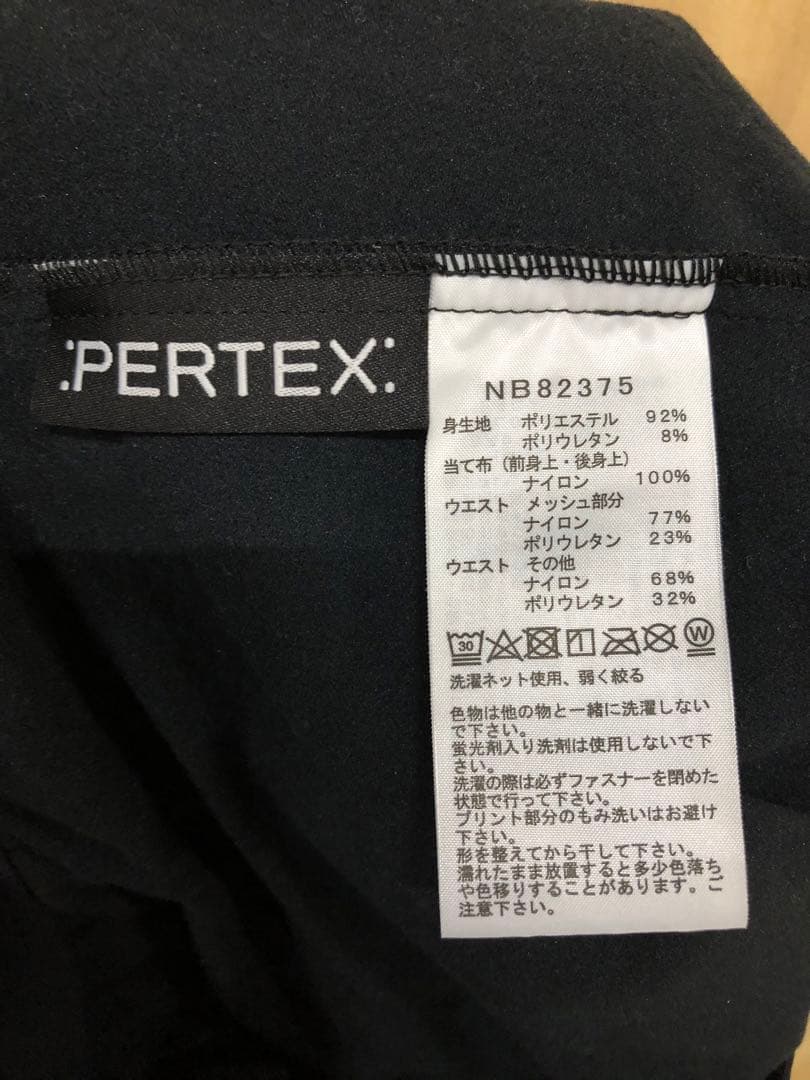 :PERTEX:
NB82375
身生地 ポリエステル 92%
ポリウレタン 8%
当て布(前身上・後身上)
ナイロン 100%
ウエスト メッシュ部分
ナイロン 77%
ポリウレタン 23%
ウエスト その他
ナイロン 68%
ポリウレタン 32%
30 W
洗濯ネット使用、弱く絞る
色物は他の物と一緒に洗濯しない
で下さい。
蛍光剤入り洗剤は使用しないで下
さい。
洗濯の際は必ずファスナーを閉めた
状態で行って下さい。
プリント部分のもみ洗いはお避け
下さい。
形を整えてから干して下さい。
濡れたまま放置すると多少色落ち
や色移りすることがあります。ご
注意下さい。